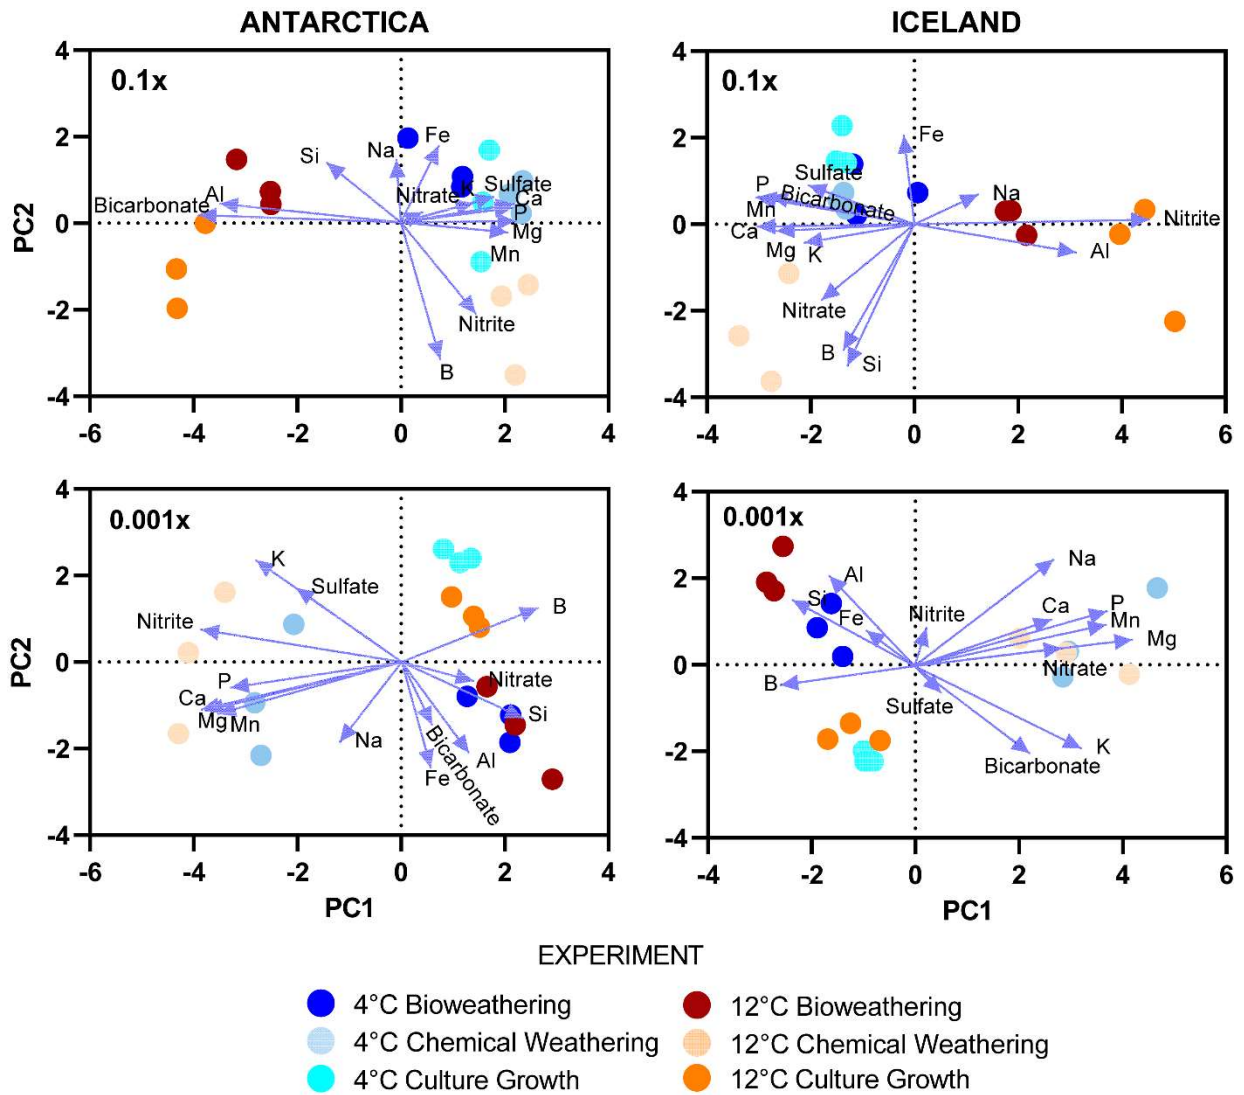 ANTARCTICA
ICELAND
4
2
0
-2
-4
0.1x
Si
Na
Fe
Al
Bicarbonate
Nitrate
K
Sulfate
Ca
P
Mg
Mn
Nitrite
B
PC2
-6
-4
-2
0
2
4
4
2
0
-2
-4
0.1x
Fe
Sulfate
P
Bicarbonate
Na
Mn
Nitrite
Ca
Mg
K
Al
Nitrate
B
Si
-4
-2
0
2
4
6
4
2
0
-2
-4
0.001x
K
Sulfate
Nitrite
B
P
Nitrate
Ca
Si
Mg
Mn
Na
Bicarbonate
Al
Fe
PC2
-6
-4
-2
0
2
4
PC1
4
2
0
-2
-4
0.001x
Al
Na
Si
Fe
Nitrite
Ca
P
Mn
Mg
Nitrate
B
Sulfate
K
Bicarbonate
-4
-2
0
2
4
6
PC1
EXPERIMENT
4°C Bioweathering
12°C Bioweathering
4°C Chemical Weathering
12°C Chemical Weathering
4°C Culture Growth
12°C Culture Growth